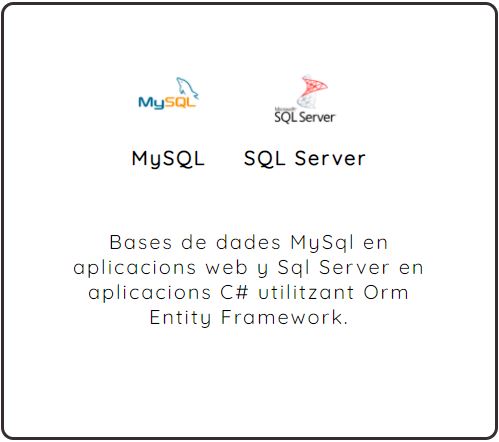 MySQL
Microsoft
SQL Server
MySQL SQL Server
Bases de dades MySql en
aplicacions web y Sql Server en
aplicacions C# utilitzant Orm
Entity Framework.